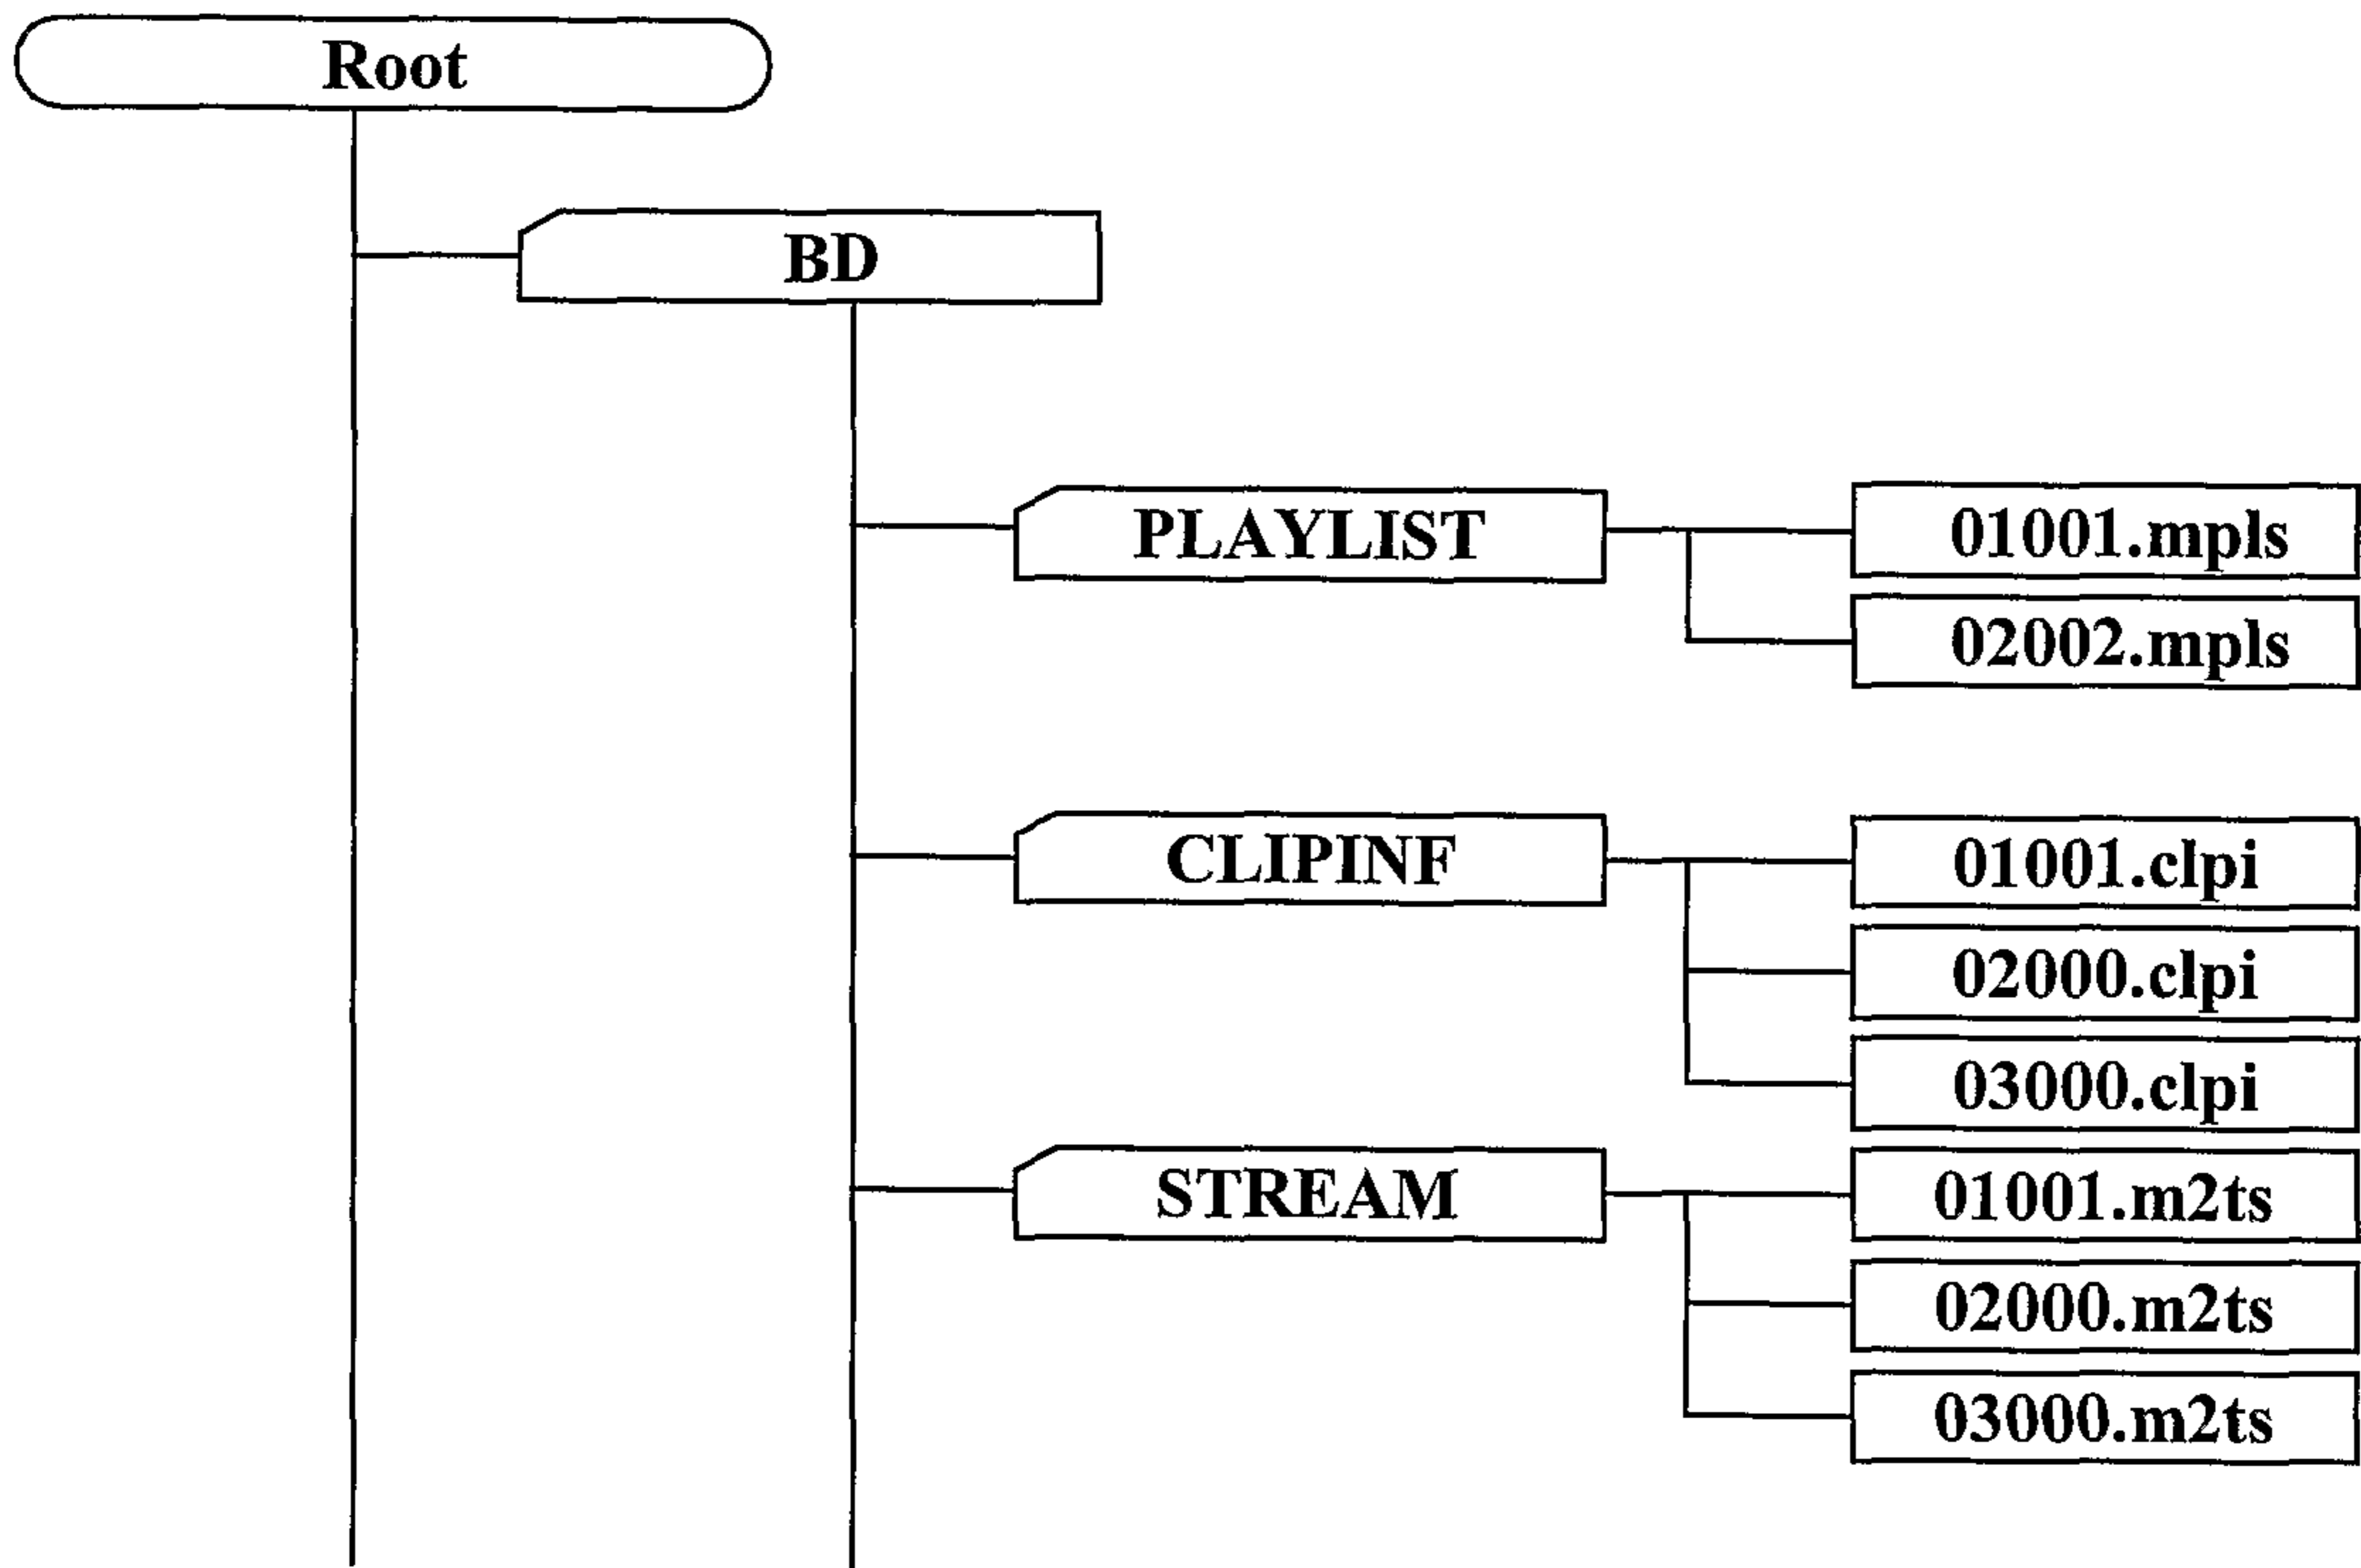 Root
BD
PLAYLIST
01001.mpls
02002.mpls
CLIPINF
01001.clpi
02000.clpi
03000.clpi
STREAM
01001.m2ts
02000.m2ts
03000.m2ts